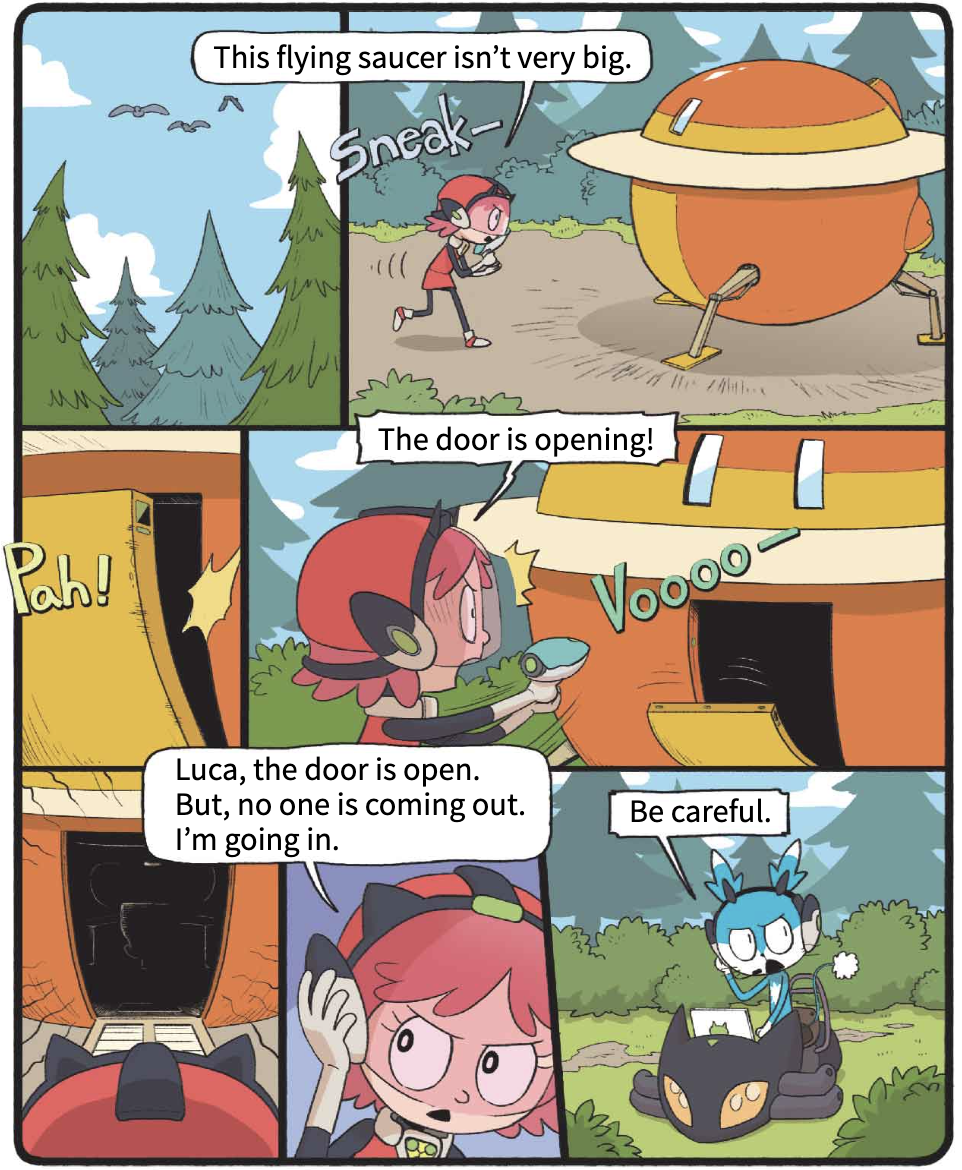 This flying saucer isn't very big.
Sneak–
The door is opening!
Pah!
Vooo–
Luca, the door is open.
But, no one is coming out.
I'm going in.
Be careful.